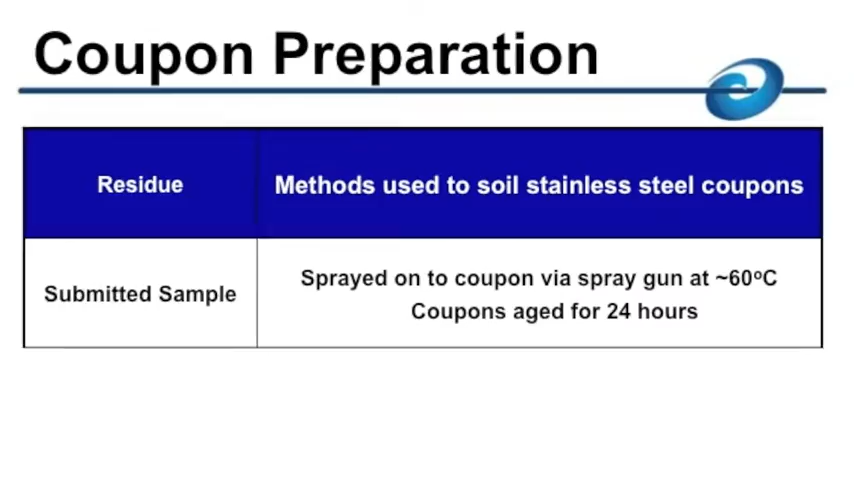 Coupon Preparation
Residue
Methods used to soil stainless steel coupons
Submitted Sample
Sprayed on to coupon via spray gun at ~60ºC
Coupons aged for 24 hours